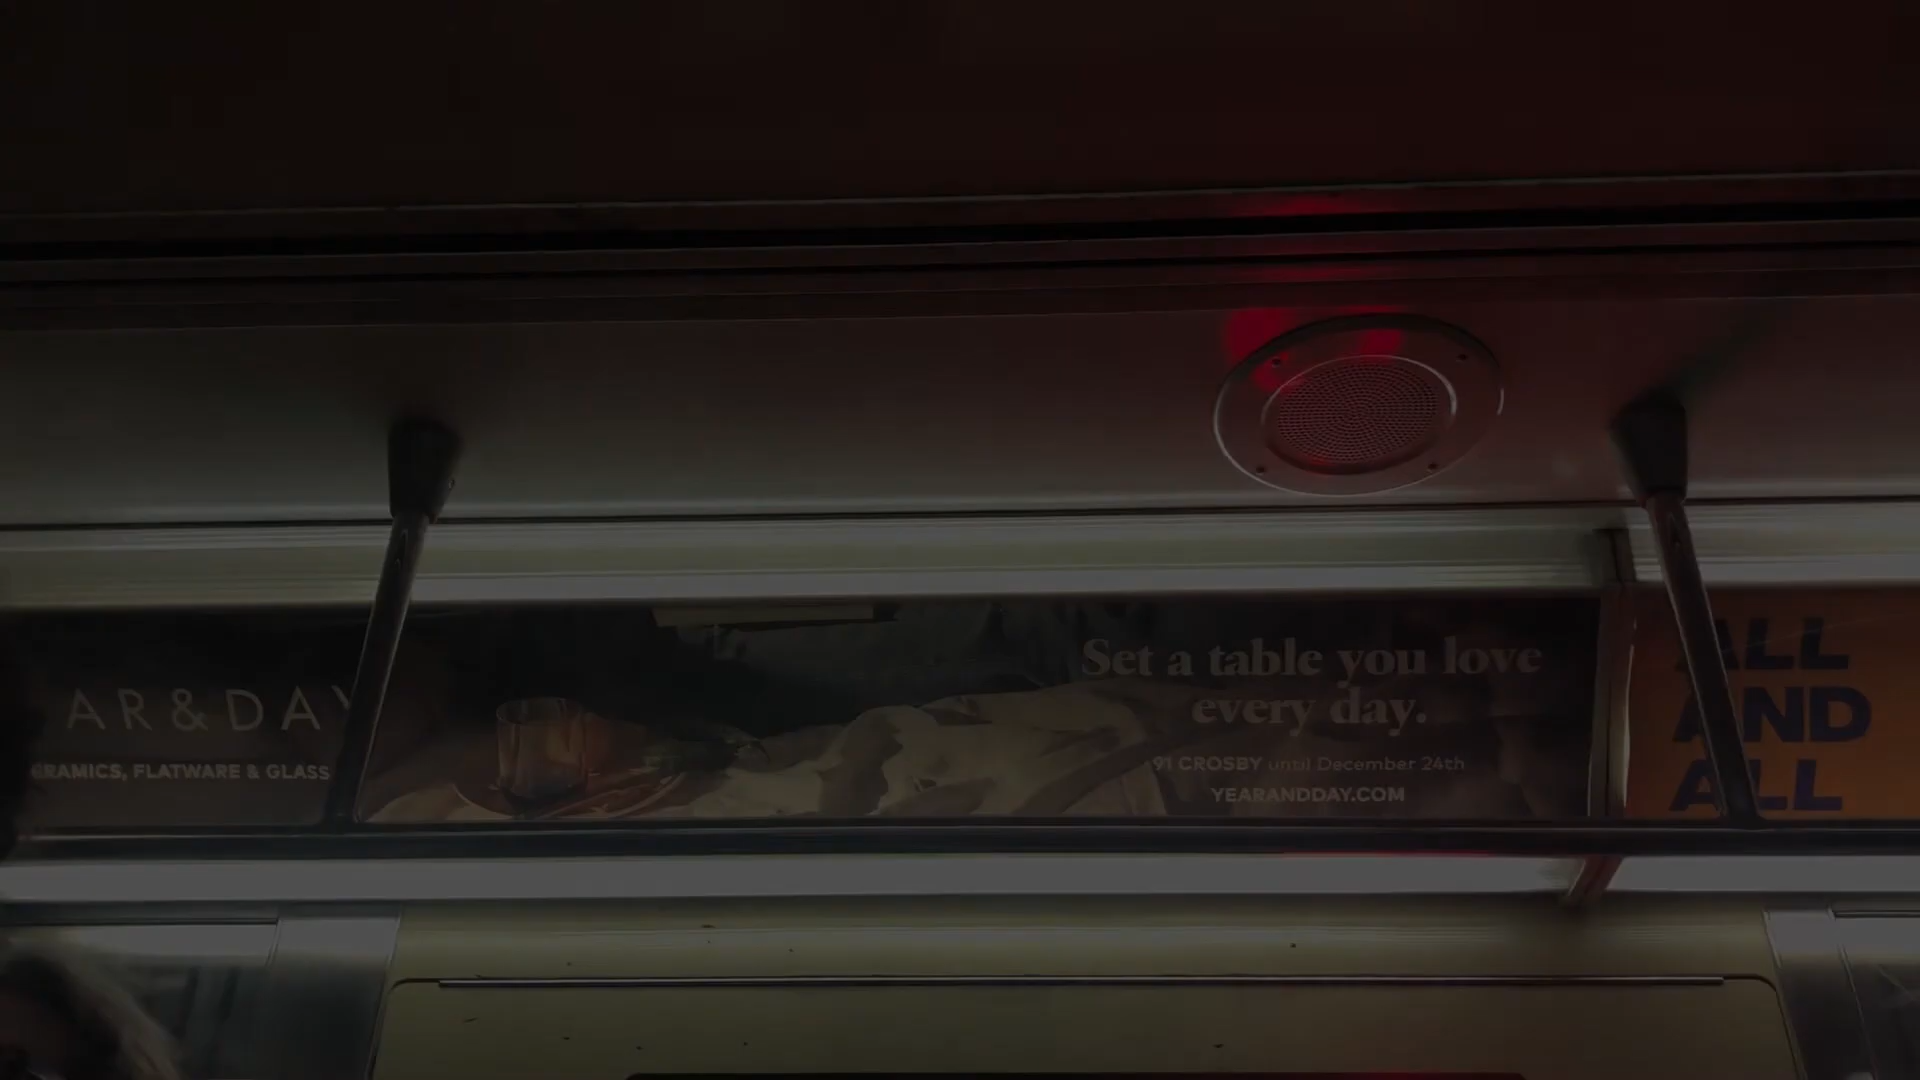 AR&DAY
CERAMICS, FLATWARE & GLASS
Set a table you love
every day.
91 CROSBY until December 24th
YEARANDDAY.COM
ALL
AND
ALL